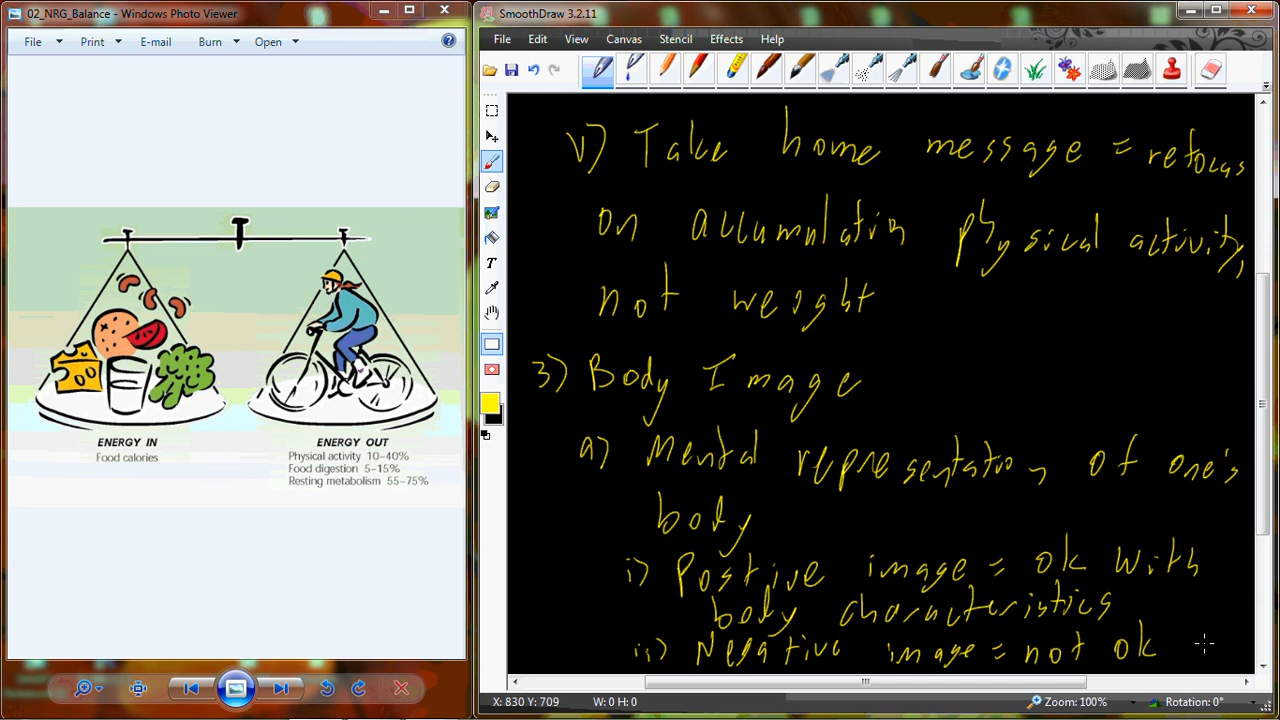 02_NRG_Balance - Windows Photo Viewer
File Print E-mail Burn Open
ENERGY IN
Food calories
ENERGY OUT
Physical activity 10–40%
Food digestion 5–15%
Resting metabolism 55–75%
SmoothDraw 3.2.11
File Edit View Canvas Stencil Effects Help
v) Take home message = refocus
on accumulatin physical activity,
not weight
3) Body Image
a) Mental representation of one's
body
i) Postive image = ok with
body characteristics
ii) Negative image = not ok
X: 830 Y: 709 W: 0 H: 0 Zoom: 100% Rotation: 0°